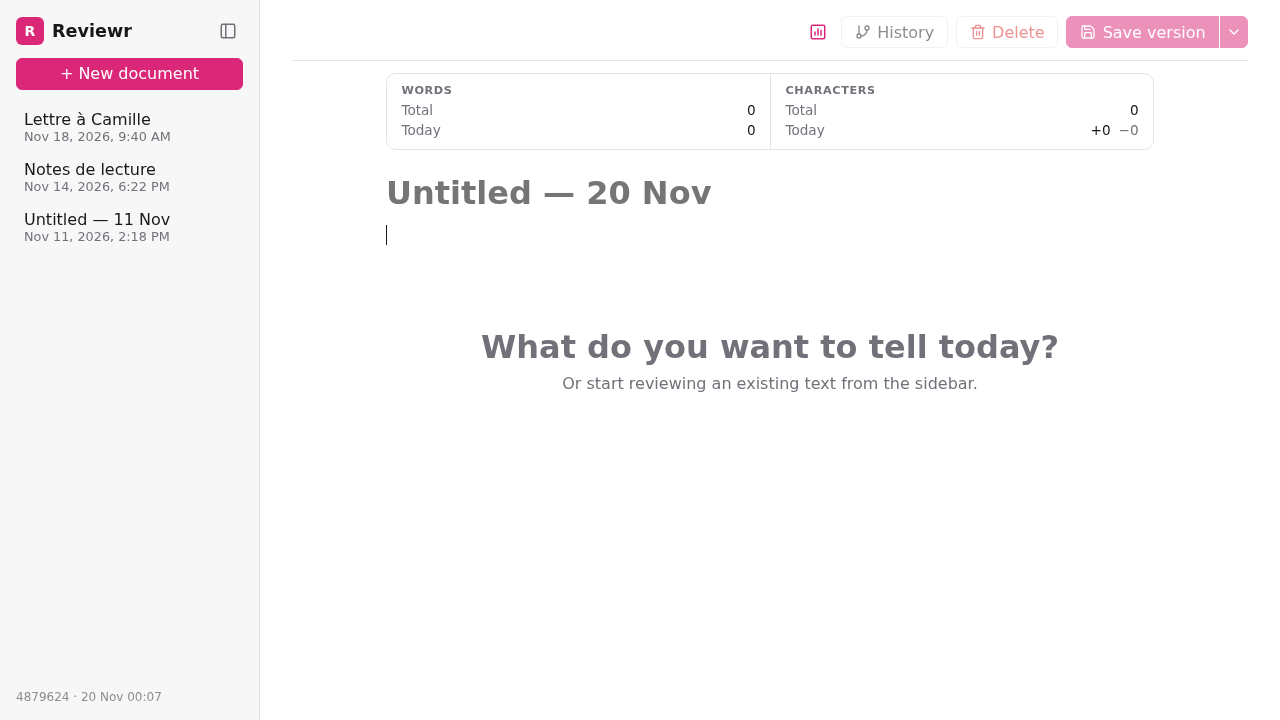 R Reviewr
+ New document
Lettre à Camille
Nov 18, 2026, 9:40 AM
Notes de lecture
Nov 14, 2026, 6:22 PM
Untitled — 11 Nov
Nov 11, 2026, 2:18 PM
4879624 · 20 Nov 00:07
History
Delete
Save version
WORDS
Total 0
Today 0
CHARACTERS
Total 0
Today +0 −0
Untitled — 20 Nov
What do you want to tell today?
Or start reviewing an existing text from the sidebar.